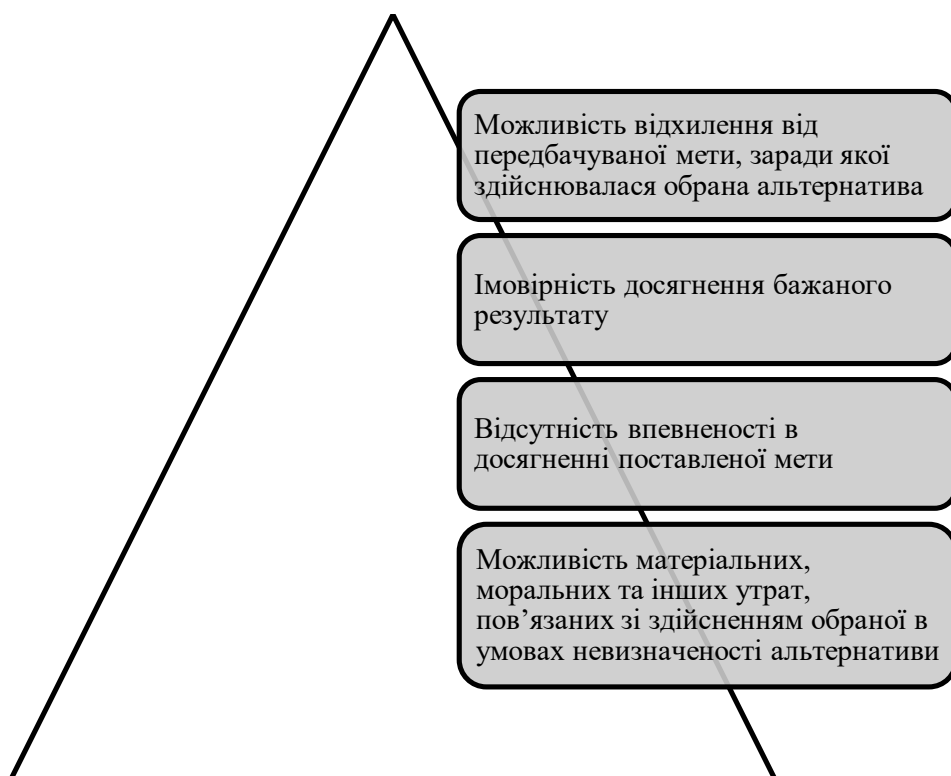 Можливість відхилення від
передбачуваної мети, заради якої
здійснювалася обрана альтернатива
Імовірність досягнення бажаного
результату
Відсутність впевненості в
досягненні поставленої мети
Можливість матеріальних,
моральних та інших утрат,
пов’язаних зі здійсненням обраної в
умовах невизначеності альтернативи